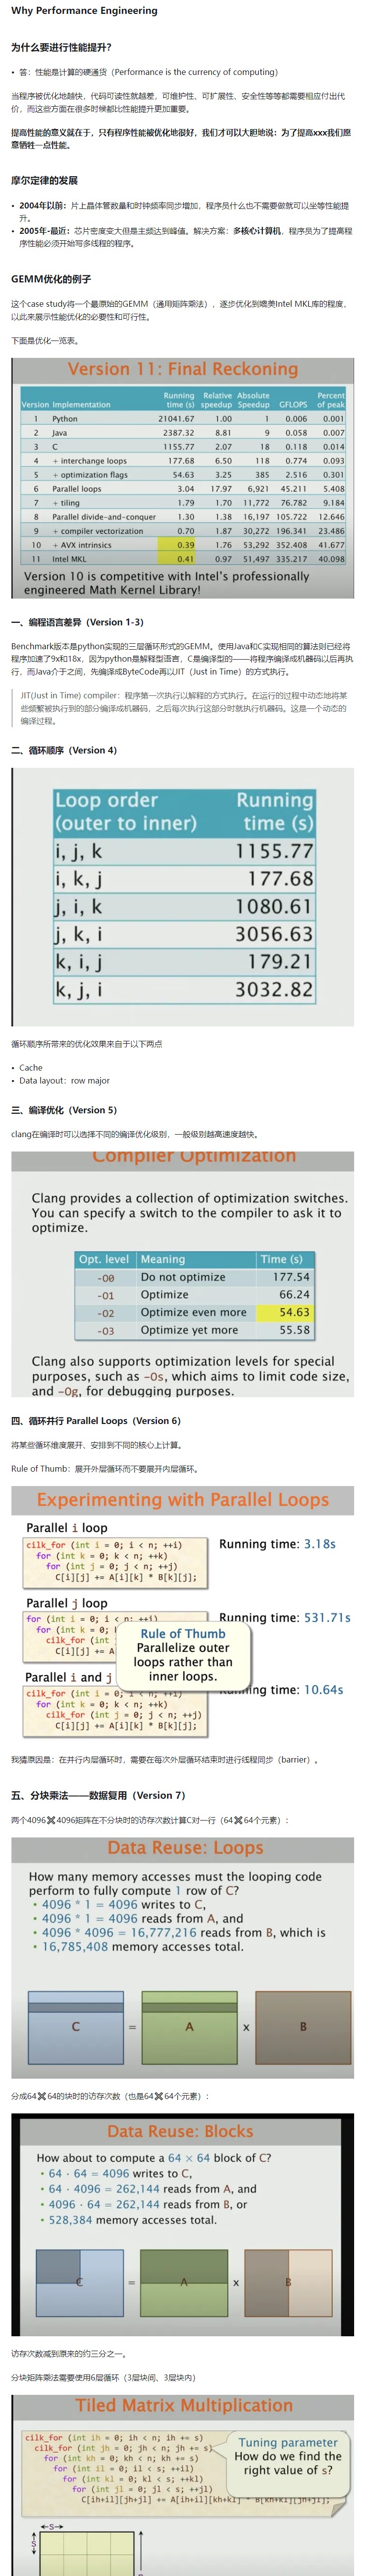 Why Performance Engineering
为什么要进行性能提升？
• 答：性能是计算的硬通货（Performance is the currency of computing）
当程序被优化地越快，代码可读性就越差，可维护性、可扩展性、安全性等等都需要相应付出代
价，而这些方面在很多时候都比性能提升更加重要。
提高性能的意义就在于，只有程序性能被优化地很好，我们才可以大胆地说：为了提高xxx我们愿
意牺牲一点性能。
摩尔定律的发展
• 2004年以前：片上晶体管数量和时钟频率同步增加，程序员什么也不需要做就可以坐等性能提
升。
• 2005年-最近：芯片密度变大但是主频达到峰值。解决方案：多核心计算机，程序员为了提高程
序性能必须开始写多线程的程序。
GEMM优化的例子
这个case study将一个最原始的GEMM（通用矩阵乘法），逐步优化到媲美Intel MKL库的程度，
以此来展示性能优化的必要性和可行性。
下面是优化一览表。
Version 11: Final Reckoning
Version Implementation Running time (s) Relative speedup Absolute Speedup GFLOPS Percent of peak
1 Python 21041.67 1.00 1 0.006 0.001
2 Java 2387.32 8.81 9 0.058 0.007
3 C 1155.77 2.07 18 0.118 0.014
4 + interchange loops 177.68 6.50 118 0.774 0.093
5 + optimization flags 54.63 3.25 385 2.516 0.301
6 Parallel loops 3.04 17.97 6,921 45.211 5.408
7 + tiling 1.79 1.70 11,772 76.782 9.184
8 Parallel divide-and-conquer 1.30 1.38 16,197 105.722 12.646
9 + compiler vectorization 0.70 1.87 30,272 196.341 23.486
10 + AVX intrinsics 0.39 1.76 53,292 352.408 41.677
11 Intel MKL 0.41 0.97 51,497 335.217 40.098
Version 10 is competitive with Intel's professionally
engineered Math Kernel Library!
一、编程语言差异（Version 1-3）
Benchmark版本是python实现的三层循环形式的GEMM。使用Java和C实现相同的算法则已经将
程序加速了9x和18x，因为python是解释型语言，C是编译型的——将程序编译成机器码以后再执
行，而Java介于之间，先编译成ByteCode再以JIT（Just in Time）的方式执行。
JIT(Just in Time) compiler：程序第一次执行以解释的方式执行。在运行的过程中动态地将某
些频繁被执行到的部分编译成机器码，之后每次执行这部分时就执行机器码。这是一个动态的
编译过程。
二、循环顺序（Version 4）
Loop order (outer to inner) Running time (s)
i, j, k 1155.77
i, k, j 177.68
j, i, k 1080.61
j, k, i 3056.63
k, i, j 179.21
k, j, i 3032.82
循环顺序所带来的优化效果来自于以下两点
• Cache
• Data layout：row major
三、编译优化（Version 5）
clang在编译时可以选择不同的编译优化级别，一般级别越高速度越快。
Compiler Optimization
Clang provides a collection of optimization switches.
You can specify a switch to the compiler to ask it to
optimize.
Opt. level Meaning Time (s)
-O0 Do not optimize 177.54
-O1 Optimize 66.24
-O2 Optimize even more 54.63
-O3 Optimize yet more 55.58
Clang also supports optimization levels for special
purposes, such as -Os, which aims to limit code size,
and -Og, for debugging purposes.
四、循环并行 Parallel Loops（Version 6）
将某些循环维度展开、安排到不同的核心上计算。
Rule of Thumb：展开外层循环而不要展开内层循环。
Experimenting with Parallel Loops
Parallel i loop
cilk_for (int i = 0; i < n; ++i)
for (int k = 0; k < n; ++k)
for (int j = 0; j < n; ++j)
C[i][j] += A[i][k] * B[k][j];
Running time: 3.18s
Parallel j loop
for (int i = 0; i < n; ++i)
for (int k = 0;
cilk_for (int
C[i][j] += A
Running time: 531.71s
Rule of Thumb
Parallelize outer
loops rather than
inner loops.
Parallel i and j
cilk_for (int i = 0; i < n; ++i)
for (int k = 0; k < n; ++k)
cilk_for (int j = 0; j < n; ++j)
C[i][j] += A[i][k] * B[k][j];
Running time: 10.64s
我猜原因是：在并行内层循环时，需要在每次外层循环结束时进行线程同步（barrier）。
五、分块乘法——数据复用（Version 7）
两个4096✖4096矩阵在不分块时的访存次数计算C对一行（64✖64个元素）：
Data Reuse: Loops
How many memory accesses must the looping code
perform to fully compute 1 row of C?
• 4096 * 1 = 4096 writes to C,
• 4096 * 1 = 4096 reads from A, and
• 4096 * 4096 = 16,777,216 reads from B, which is
• 16,785,408 memory accesses total.
C = A x B
分成64✖64的块时的访存次数（也是64✖64个元素）：
Data Reuse: Blocks
How about to compute a 64 × 64 block of C?
• 64 · 64 = 4096 writes to C,
• 64 · 4096 = 262,144 reads from A, and
• 4096 · 64 = 262,144 reads from B, or
• 528,384 memory accesses total.
C = A x B
访存次数减到原来的约三分之一。
分块矩阵乘法需要使用6层循环（3层块间、3层块内）
Tiled Matrix Multiplication
cilk_for (int ih = 0; ih < n; ih += s)
cilk_for (int jh = 0; jh < n; jh += s)
for (int kh = 0; kh < n; kh += s)
for (int il = 0; il < s; ++il)
for (int kl = 0; kl < s; ++kl)
for (int jl = 0; jl < s; ++jl)
C[ih+il][jh+jl] += A[ih+il][kh+kl] * B[kh+kl][jh+jl];
Tuning parameter
How do we find the
right value of s?
s
s